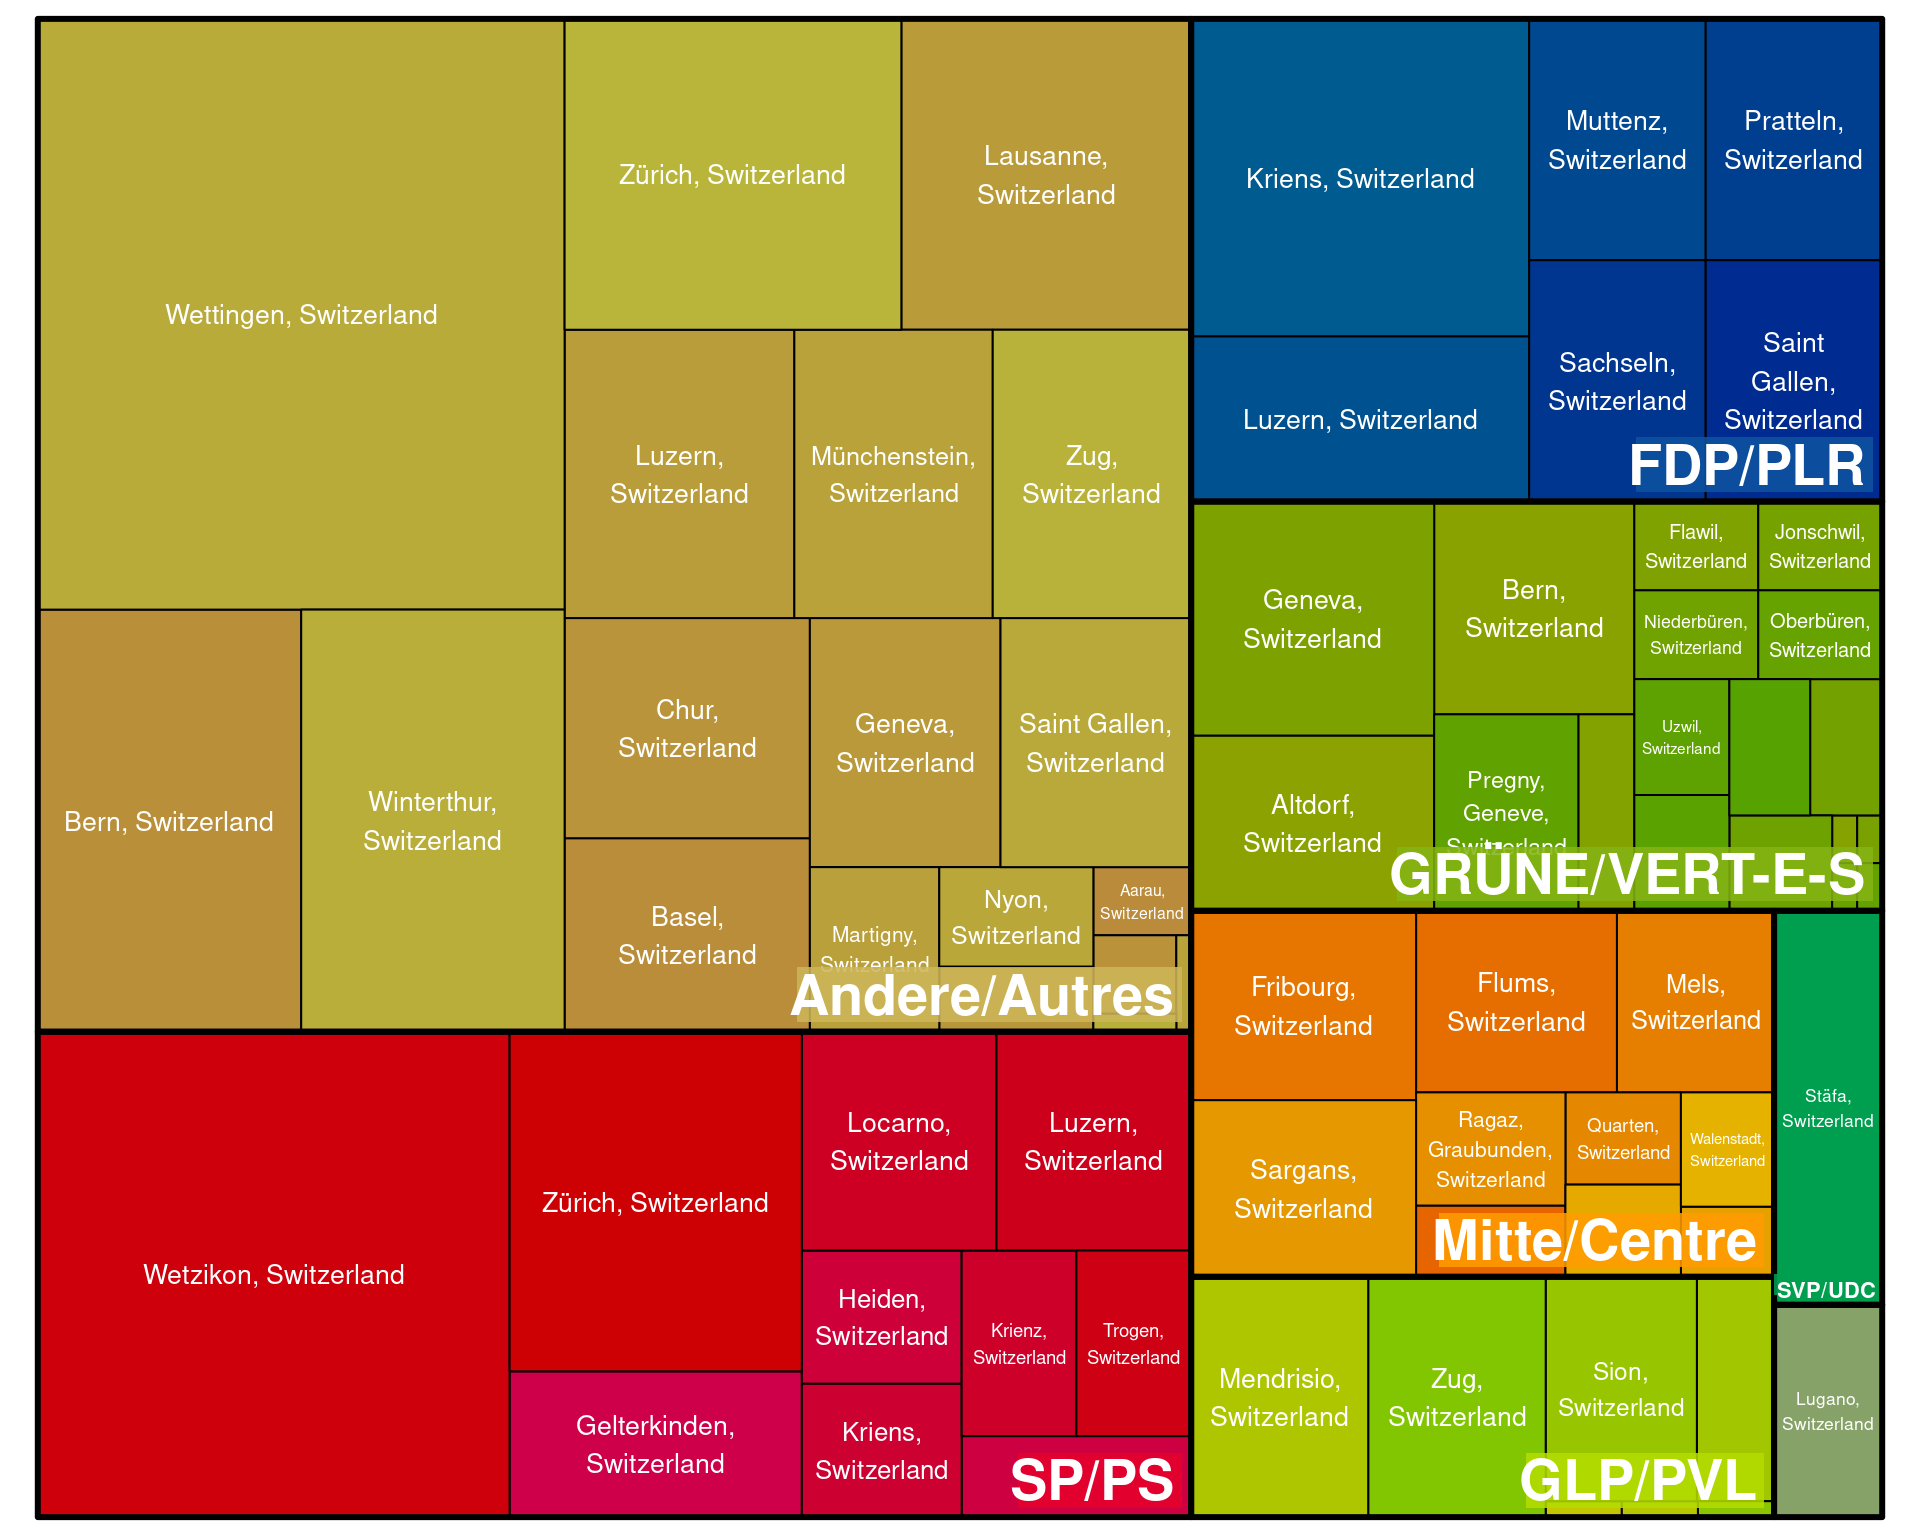 Wettingen, Switzerland
Zürich, Switzerland
Lausanne,
Switzerland
Luzern,
Switzerland
Münchenstein,
Switzerland
Zug,
Switzerland
Bern, Switzerland
Winterthur,
Switzerland
Chur,
Switzerland
Geneva,
Switzerland
Saint Gallen,
Switzerland
Basel,
Switzerland
Martigny,
Switzerland
Nyon,
Switzerland
Aarau,
Switzerland
Andere/Autres
Wetzikon, Switzerland
Zürich, Switzerland
Gelterkinden,
Switzerland
Locarno,
Switzerland
Luzern,
Switzerland
Heiden,
Switzerland
Krienz,
Switzerland
Trogen,
Switzerland
Kriens,
Switzerland
SP/PS
Kriens, Switzerland
Luzern, Switzerland
Muttenz,
Switzerland
Pratteln,
Switzerland
Sachseln,
Switzerland
Saint
Gallen,
Switzerland
FDP/PLR
Geneva,
Switzerland
Altdorf,
Switzerland
Bern,
Switzerland
Pregny,
Geneve,
Switzerland
Flawil,
Switzerland
Jonschwil,
Switzerland
Niederbüren,
Switzerland
Oberbüren,
Switzerland
Uzwil,
Switzerland
GRÜNE/VERT-E-S
Fribourg,
Switzerland
Sargans,
Switzerland
Flums,
Switzerland
Mels,
Switzerland
Ragaz,
Graubunden,
Switzerland
Quarten,
Switzerland
Walenstadt,
Switzerland
Mitte/Centre
Stäfa,
Switzerland
SVP/UDC
Mendrisio,
Switzerland
Zug,
Switzerland
Sion,
Switzerland
GLP/PVL
Lugano,
Switzerland